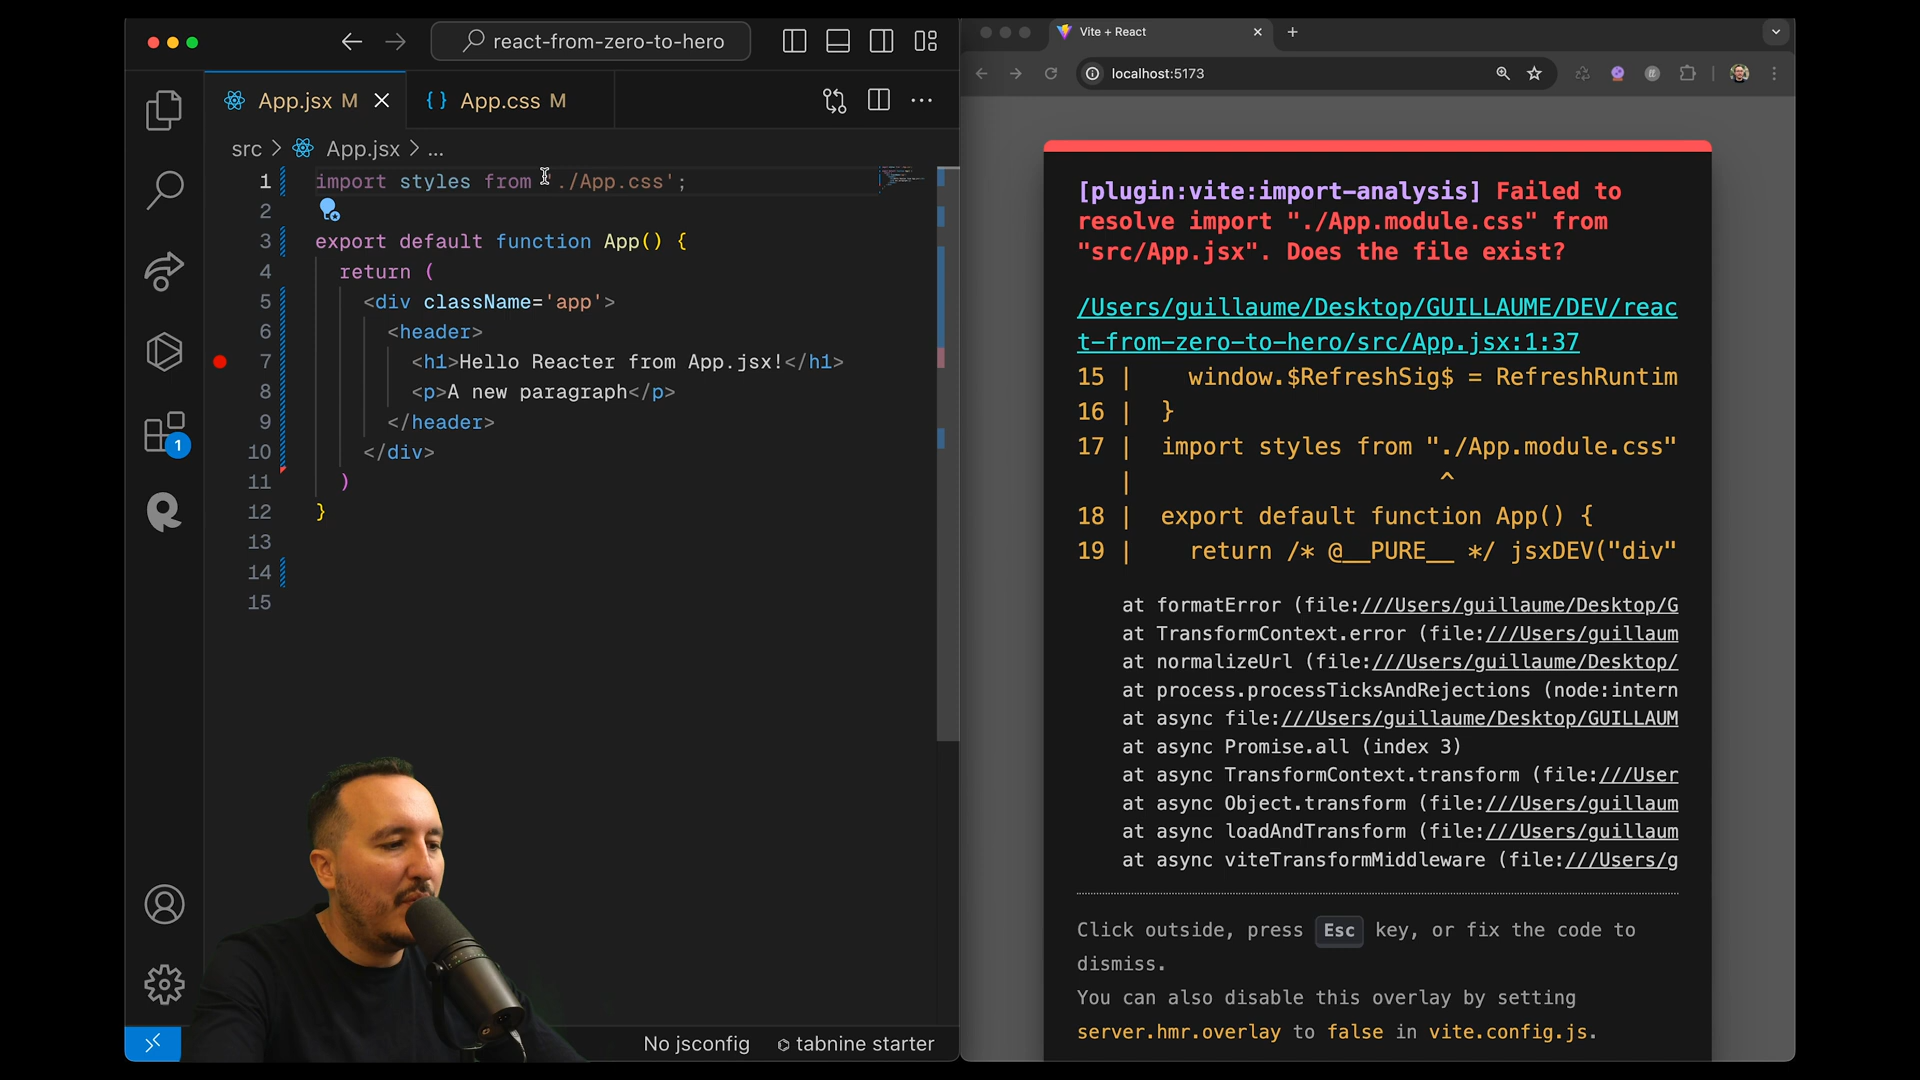 react-from-zero-to-hero
App.jsx M
App.css M
src > App.jsx > ...
1 import styles from './App.css';
2
3 export default function App() {
4 return (
5 <div className='app'>
6 <header>
7 <h1>Hello Reacter from App.jsx!</h1>
8 <p>A new paragraph</p>
9 </header>
10 </div>
11 )
12 }
13
14
15
1
No jsconfig
tabnine starter
Vite + React
localhost:5173
[plugin:vite:import-analysis] Failed to
resolve import "./App.module.css" from
"src/App.jsx". Does the file exist?
/Users/guillaume/Desktop/GUILLAUME/DEV/reac
t-from-zero-to-hero/src/App.jsx:1:37
15 | window.$RefreshSig$ = RefreshRuntim
16 | }
17 | import styles from "./App.module.css"
| ^
18 | export default function App() {
19 | return /* @__PURE__ */ jsxDEV("div"
at formatError (file:///Users/guillaume/Desktop/G
at TransformContext.error (file:///Users/guillaum
at normalizeUrl (file:///Users/guillaume/Desktop/
at process.processTicksAndRejections (node:intern
at async file:///Users/guillaume/Desktop/GUILLAUM
at async Promise.all (index 3)
at async TransformContext.transform (file:///User
at async Object.transform (file:///Users/guillaum
at async loadAndTransform (file:///Users/guillaum
at async viteTransformMiddleware (file:///Users/g
Click outside, press Esc key, or fix the code to
dismiss.
You can also disable this overlay by setting
server.hmr.overlay to false in vite.config.js.